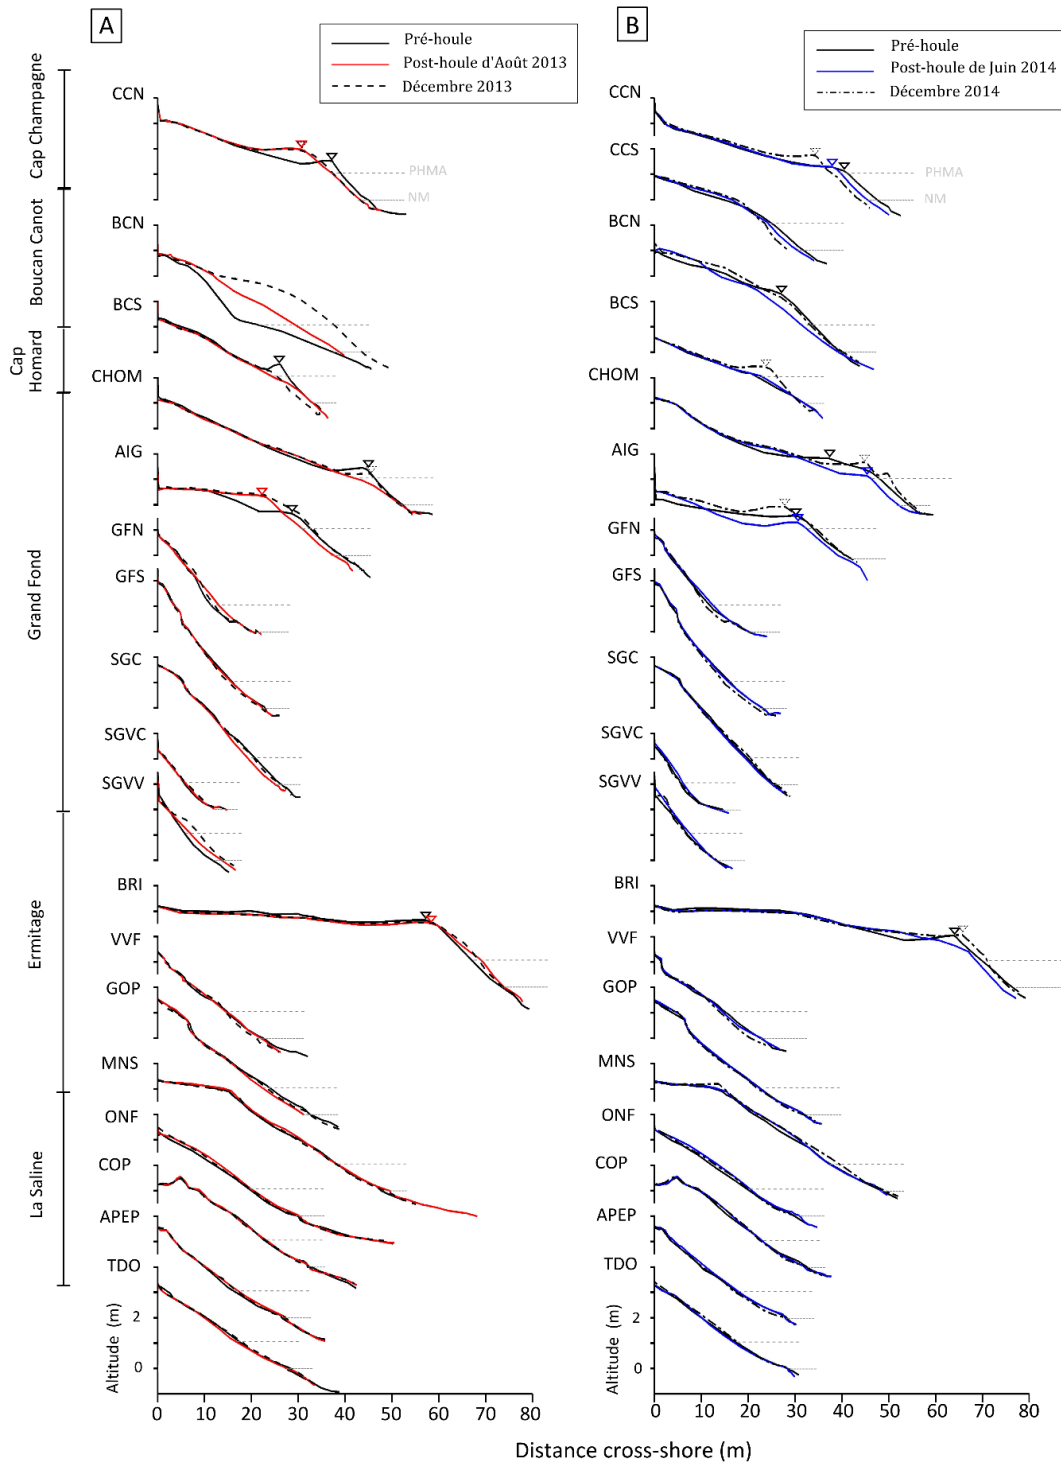 A
Pré-houle
Post-houle d'Août 2013
Décembre 2013
Cap Champagne
Boucan Canot
Cap Homard
Grand Fond
Ermitage
La Saline
CCN
BCN
BCS
CHOM
AIG
GFN
GFS
SGC
SGVC
SGVV
BRI
VVF
GOP
MNS
ONF
COP
APEP
TDO
PHMA
NM
Altitude (m)
2
0
0 10 20 30 40 50 60 70 80
B
Pré-houle
Post-houle de Juin 2014
Décembre 2014
CCN
CCS
BCN
BCS
CHOM
AIG
GFN
GFS
SGC
SGVC
SGVV
BRI
VVF
GOP
MNS
ONF
COP
APEP
TDO
PHMA
NM
Altitude (m)
2
0
0 10 20 30 40 50 60 70 80
Distance cross-shore (m)